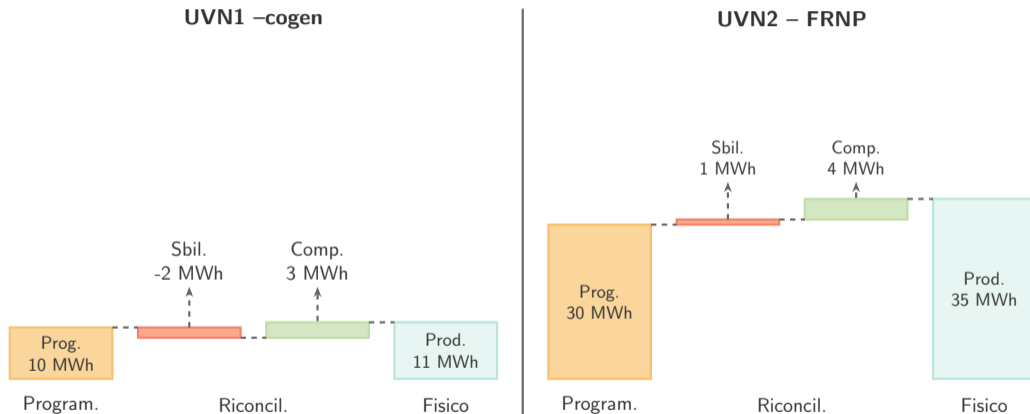 UVN1 –cogen
Sbil.
-2 MWh
Comp.
3 MWh
Prog.
10 MWh
Prod.
11 MWh
Program.
Riconcil.
Fisico
UVN2 – FRNP
Sbil.
1 MWh
Comp.
4 MWh
Prog.
30 MWh
Prod.
35 MWh
Program.
Riconcil.
Fisico